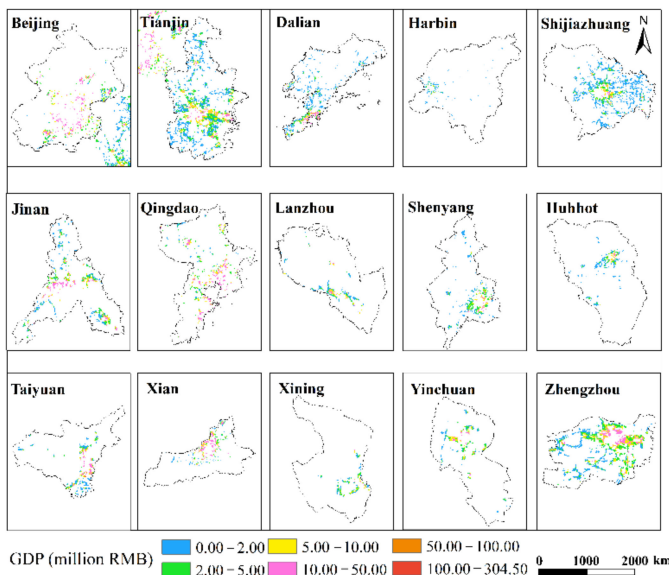 Beijing
Tianjin
Dalian
Harbin
Shijiazhuang
N
Jinan
Qingdao
Lanzhou
Shenyang
Huhhot
Taiyuan
Xian
Xining
Yinchuan
Zhengzhou
GDP (million RMB)
0.00 – 2.00
5.00 – 10.00
50.00 – 100.00
2.00 – 5.00
10.00 – 50.00
100.00 – 304.50
0 1000 2000 km